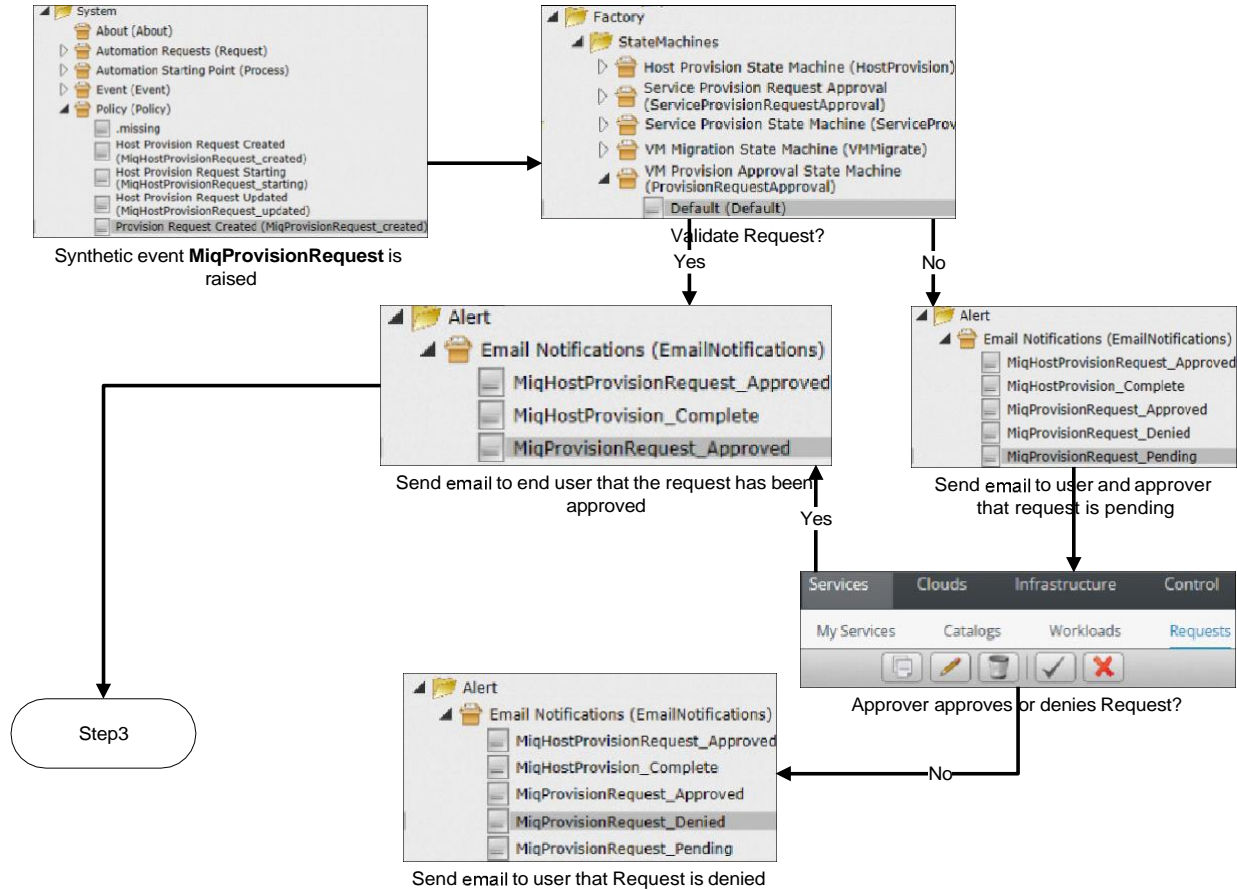 System
About (About)
Automation Requests (Request)
Automation Starting Point (Process)
Event (Event)
Policy (Policy)
.missing
Host Provision Request Created
(MiqHostProvisionRequest_created)
Host Provision Request Starting
(MiqHostProvisionRequest_starting)
Host Provision Request Updated
(MiqHostProvisionRequest_updated)
Provision Request Created (MiqProvisionRequest_created)
Synthetic event MiqProvisionRequest is
raised
Factory
StateMachines
Host Provision State Machine (HostProvision)
Service Provision Request Approval
(ServiceProvisionRequestApproval)
Service Provision State Machine (ServiceProv
VM Migration State Machine (VMMigrate)
VM Provision Approval State Machine
(ProvisionRequestApproval)
Default (Default)
Validate Request?
Yes
No
Alert
Email Notifications (EmailNotifications)
MiqHostProvisionRequest_Approved
MiqHostProvision_Complete
MiqProvisionRequest_Approved
Send email to end user that the request has been
approved
Alert
Email Notifications (EmailNotifications)
MiqHostProvisionRequest_Approved
MiqHostProvision_Complete
MiqProvisionRequest_Approved
MiqProvisionRequest_Denied
MiqProvisionRequest_Pending
Send email to user and approver
that request is pending
Yes
Services Clouds Infrastructure Control
My Services Catalogs Workloads Requests
Approver approves or denies Request?
No
Step3
Alert
Email Notifications (EmailNotifications)
MiqHostProvisionRequest_Approved
MiqHostProvision_Complete
MiqProvisionRequest_Approved
MiqProvisionRequest_Denied
MiqProvisionRequest_Pending
Send email to user that Request is denied